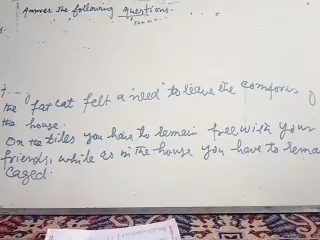 Answer the following questions.
7. The fat cat felt a need to leave the comforts of
the house.
On the tiles you have to remain free with your
friends, while as in the house you have to remain
caged.